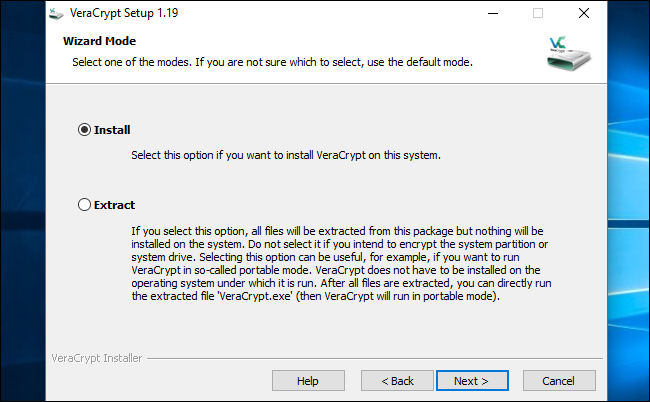 VeraCrypt Setup 1.19
Wizard Mode
Select one of the modes. If you are not sure which to select, use the default mode.
VC
VeraCrypt
Install
Select this option if you want to install VeraCrypt on this system.
Extract
If you select this option, all files will be extracted from this package but nothing will be
installed on the system. Do not select it if you intend to encrypt the system partition or
system drive. Selecting this option can be useful, for example, if you want to run
VeraCrypt in so-called portable mode. VeraCrypt does not have to be installed on the
operating system under which it is run. After all files are extracted, you can directly run
the extracted file 'VeraCrypt.exe' (then VeraCrypt will run in portable mode).
VeraCrypt Installer
Help
< Back
Next >
Cancel